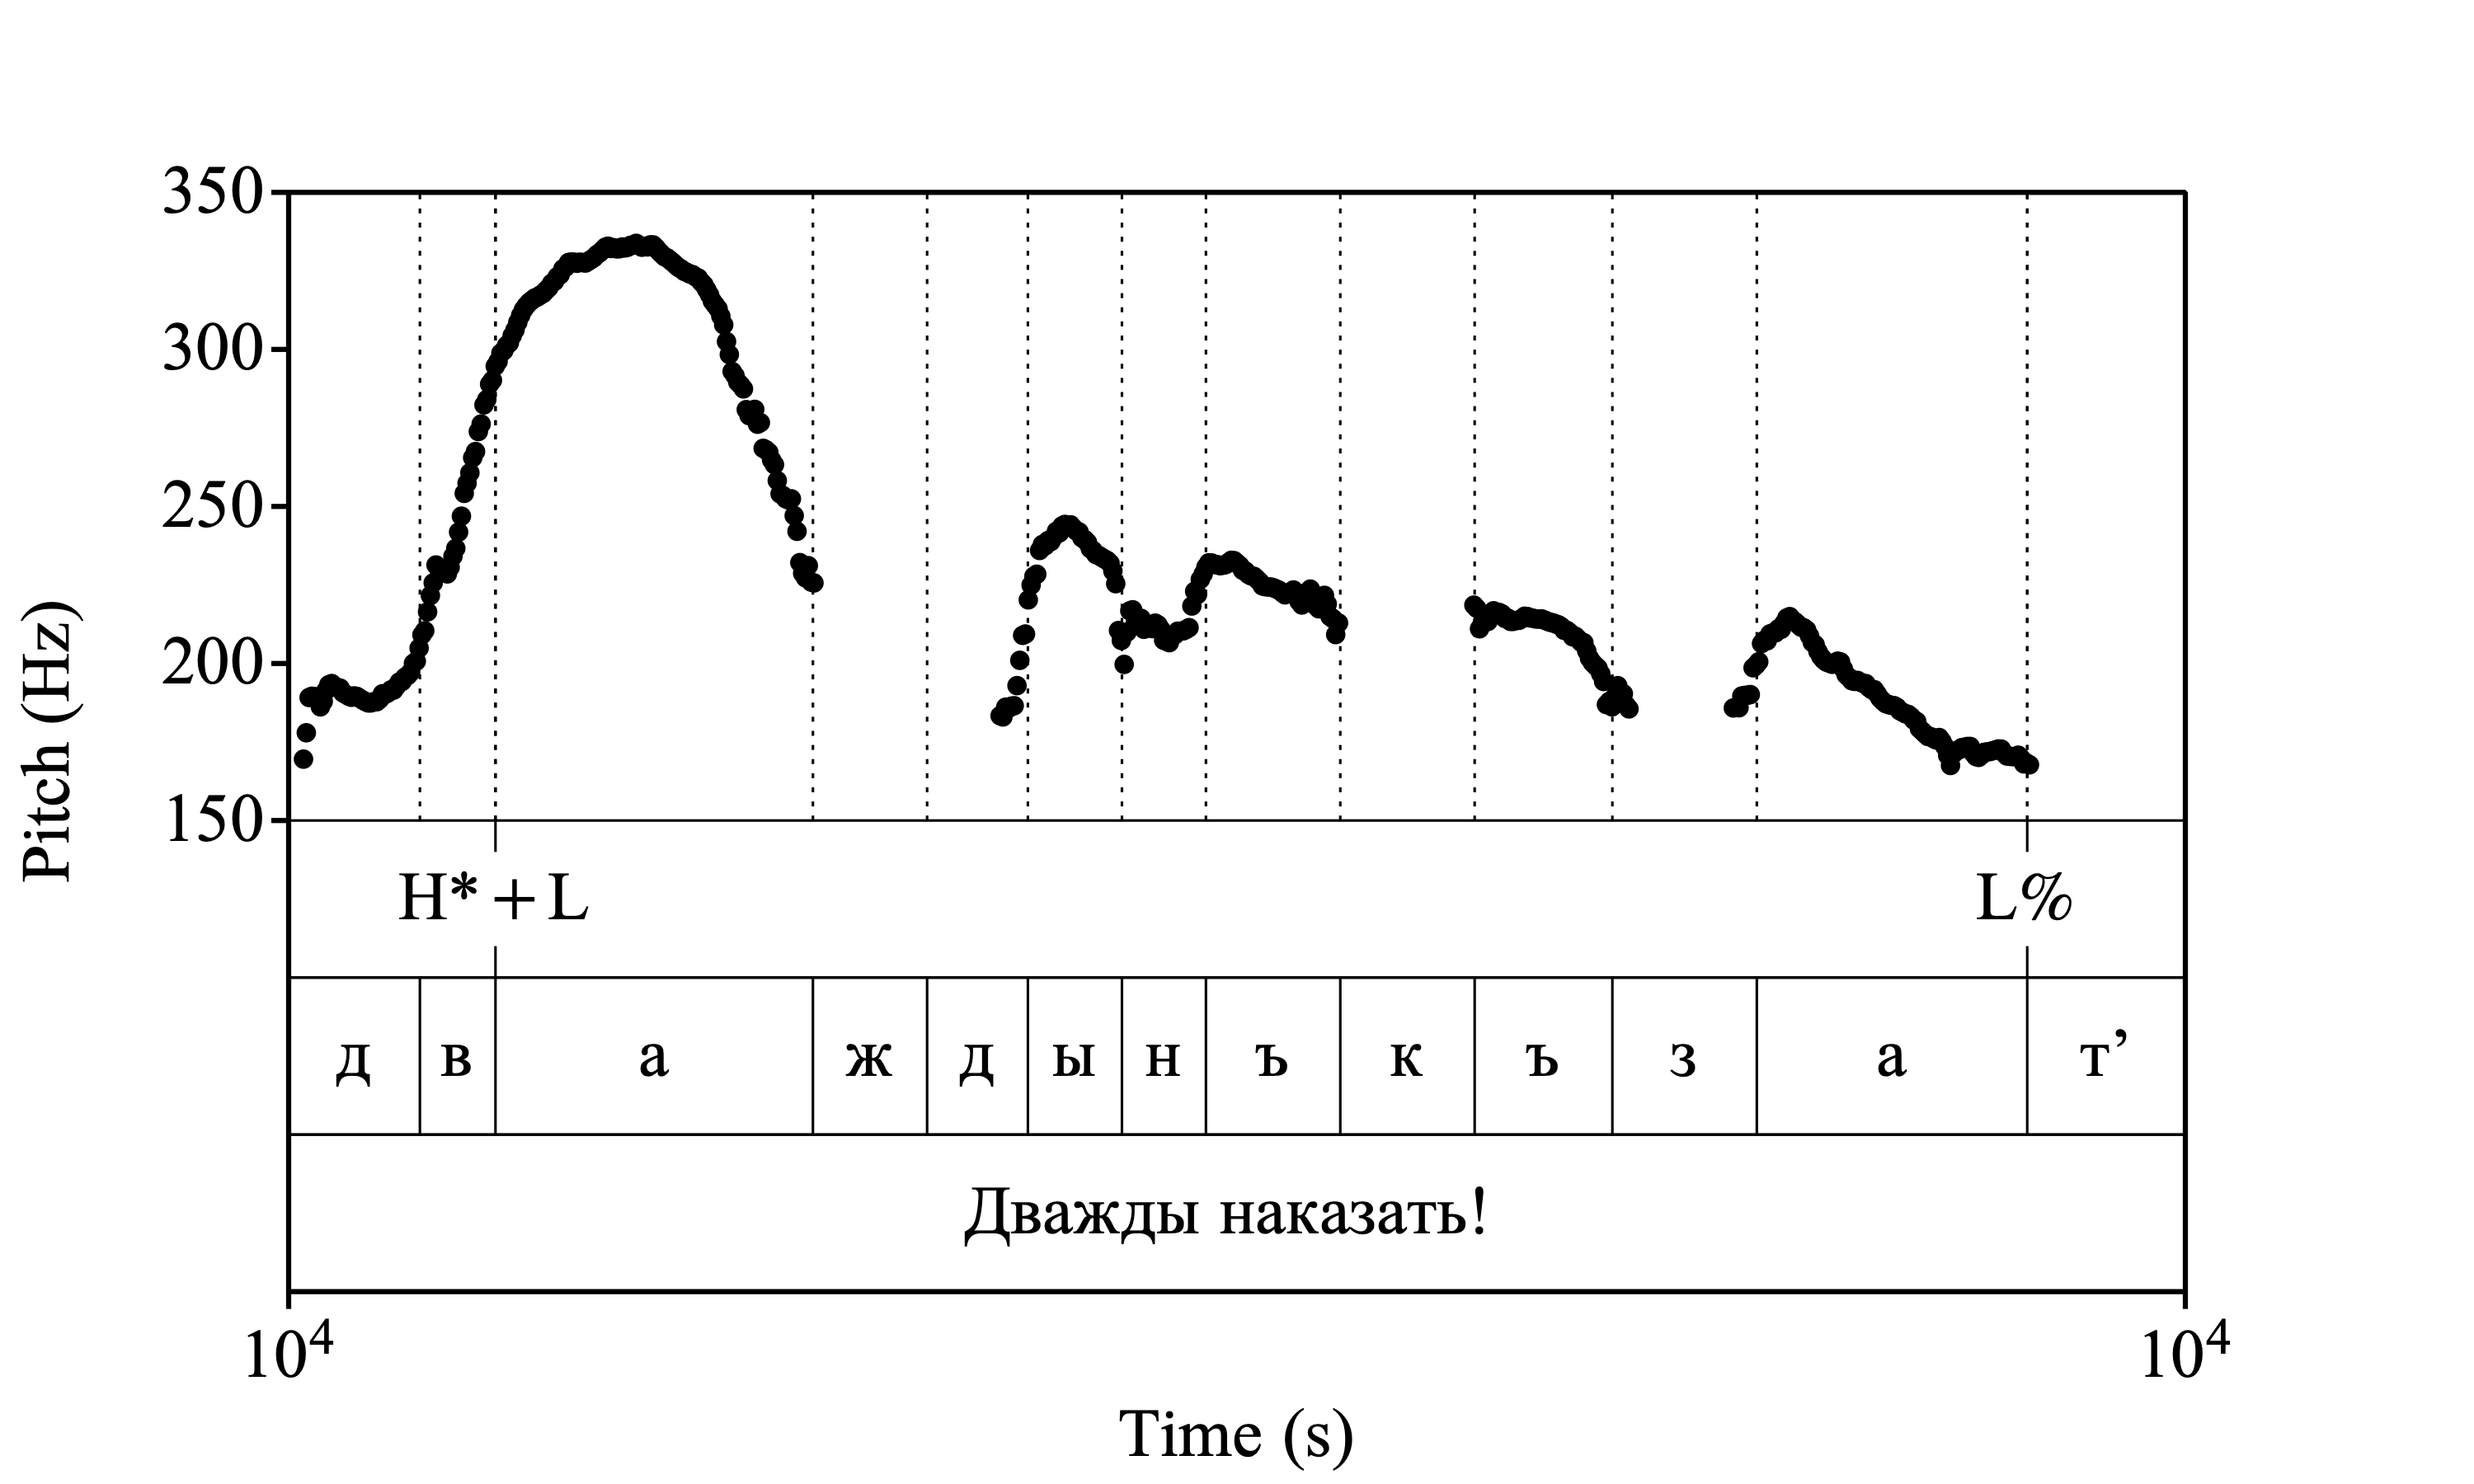 350
300
250
200
150
Pitch (Hz)
H*+L L%
д в а ж д ы н ъ к ъ з а т’
Дважды наказать!
10⁴ 10⁴
Time (s)